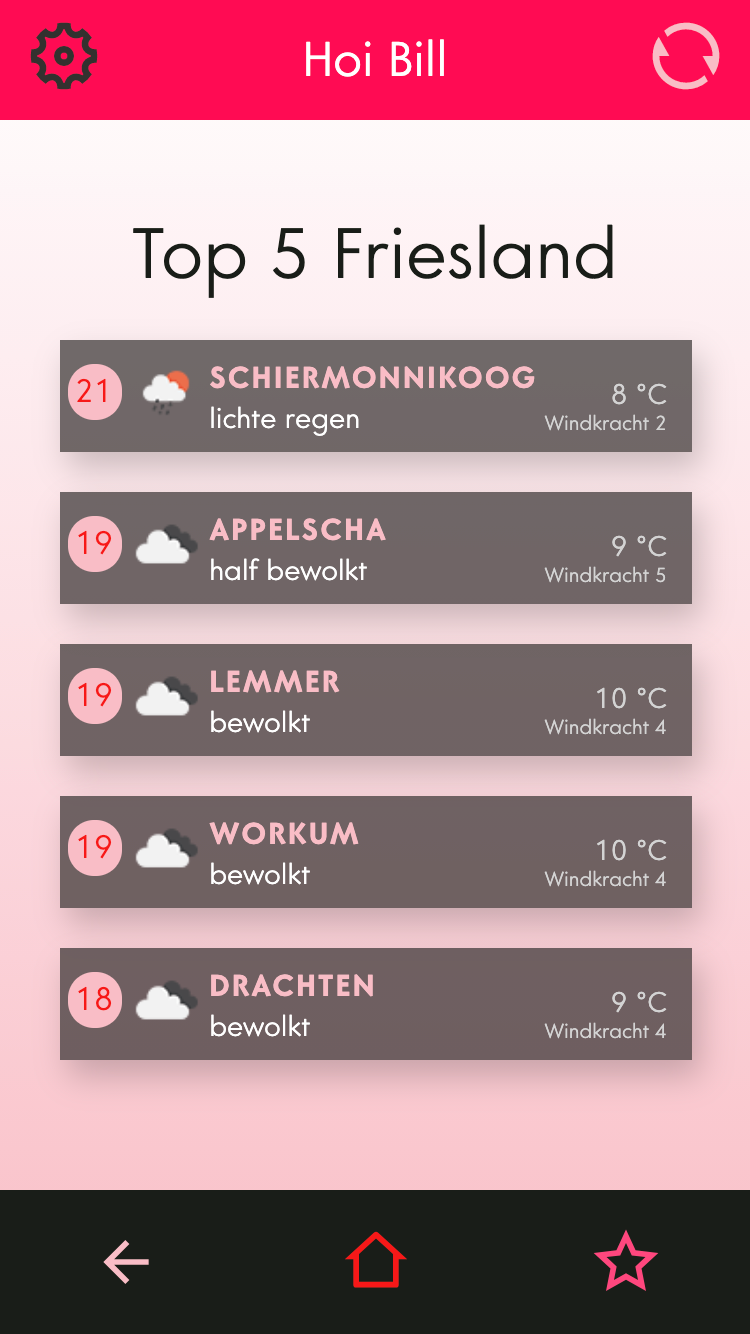 Hoi Bill
Top 5 Friesland
21
SCHIERMONNIKOOG
lichte regen
8 °C
Windkracht 2
19
APPELSCHA
half bewolkt
9 °C
Windkracht 5
19
LEMMER
bewolkt
10 °C
Windkracht 4
19
WORKUM
bewolkt
10 °C
Windkracht 4
18
DRACHTEN
bewolkt
9 °C
Windkracht 4